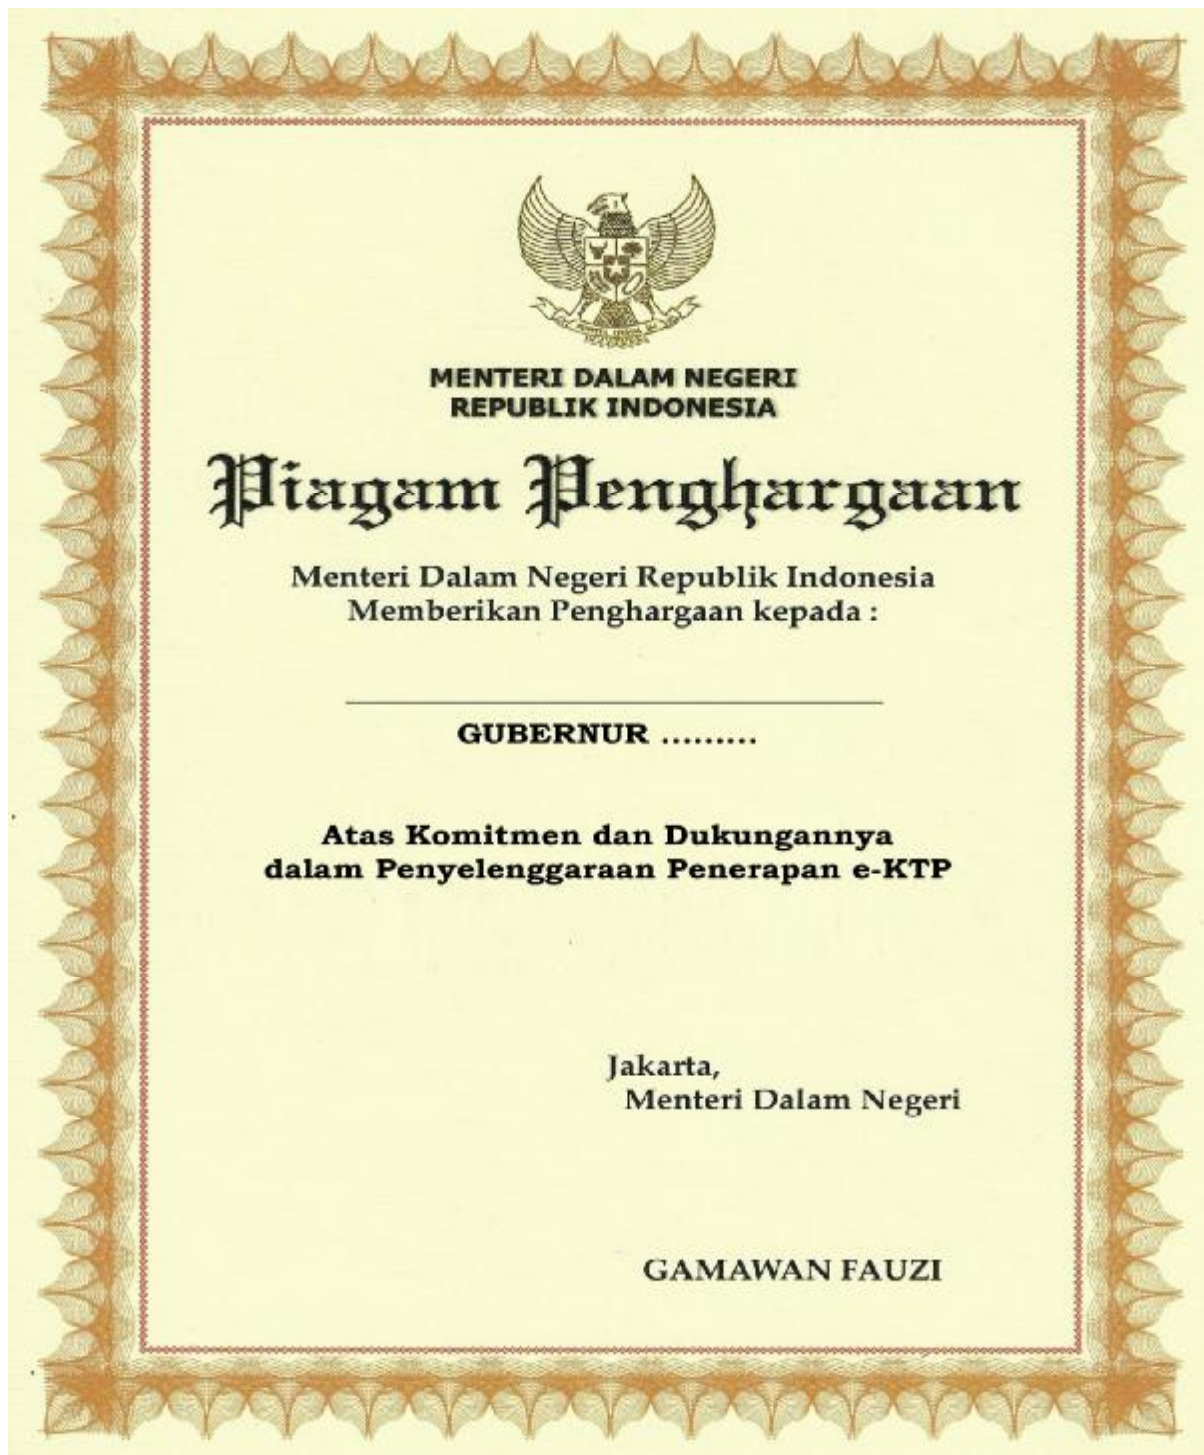 MENTERI DALAM NEGERI
REPUBLIK INDONESIA
Piagam Penghargaan
Menteri Dalam Negeri Republik Indonesia
Memberikan Penghargaan kepada :
GUBERNUR .........
Atas Komitmen dan Dukungannya
dalam Penyelenggaraan Penerapan e-KTP
Jakarta,
Menteri Dalam Negeri
GAMAWAN FAUZI